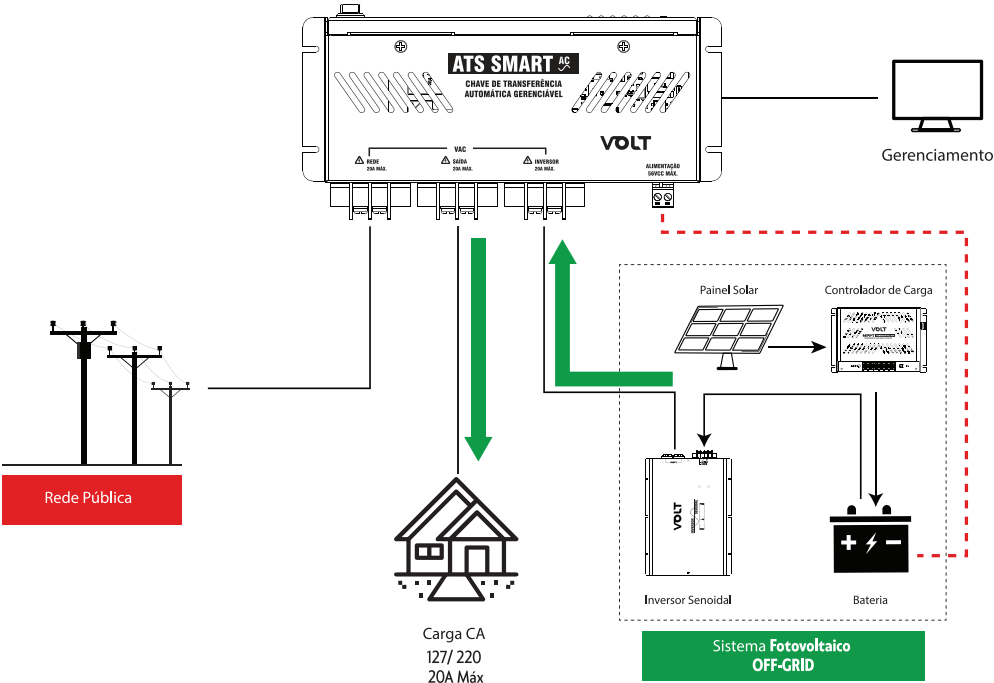 ATS SMART AC
CHAVE DE TRANSFERÊNCIA
AUTOMÁTICA GERENCIÁVEL
VOLT
VAC
REDE
20A MÁX.
SAÍDA
20A MÁX.
INVERSOR
20A MÁX.
ALIMENTAÇÃO
56VCC MÁX.
Gerenciamento
Painel Solar
Controlador de Carga
VOLT
Rede Pública
VOLT
Inversor Senoidal
Bateria
Carga CA
127/ 220
20A Máx
Sistema Fotovoltaico
OFF-GRID